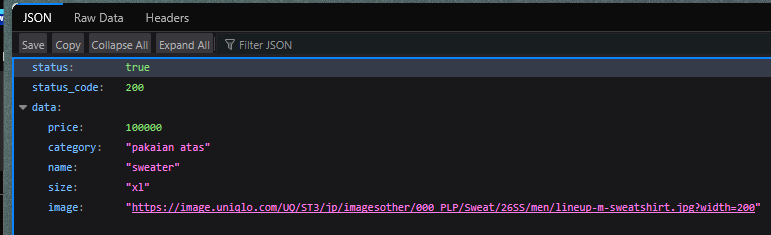 JSON Raw Data Headers
Save Copy Collapse All Expand All Filter JSON
status: true
status_code: 200
data:
price: 100000
category: "pakaian atas"
name: "sweater"
size: "xl"
image: "https://image.uniqlo.com/UQ/ST3/jp/imagesother/000_PLP/Sweat/26SS/men/lineup-m-sweatshirt.jpg?width=200"